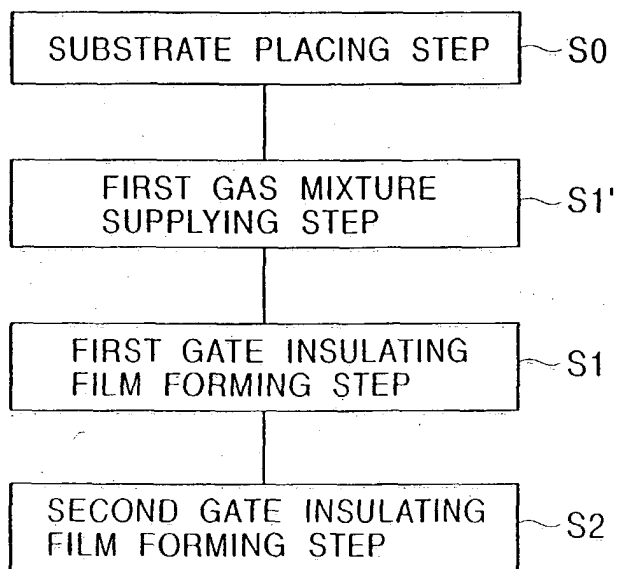 SUBSTRATE PLACING STEP S0
FIRST GAS MIXTURE
SUPPLYING STEP S1'
FIRST GATE INSULATING
FILM FORMING STEP S1
SECOND GATE INSULATING
FILM FORMING STEP S2